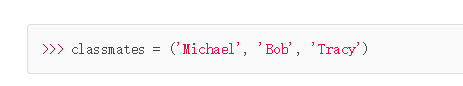 >>> classmates = ('Michael', 'Bob', 'Tracy')